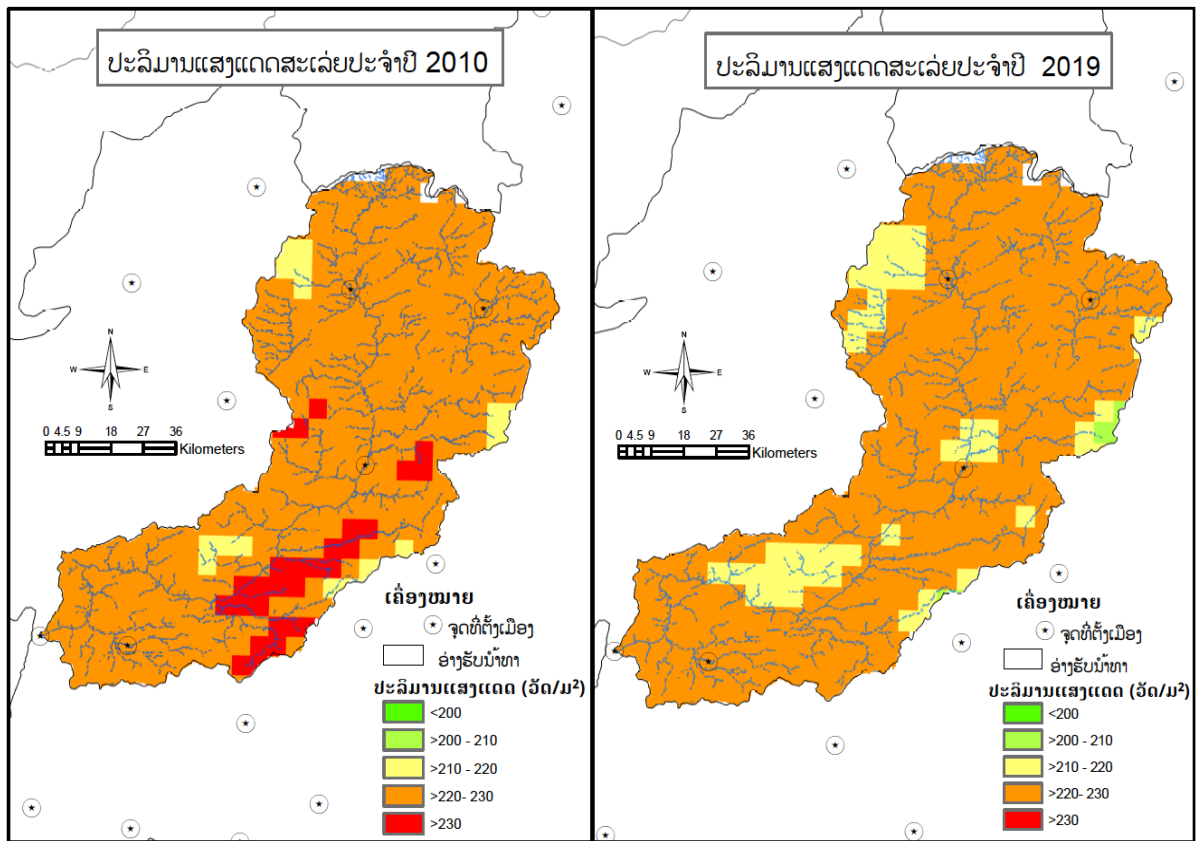 ປະລິມານແສງແດດສະເລ່ຍປະຈຳປີ 2010
N
W E
S
0 4.5 9 18 27 36
Kilometers
ເຄື່ອງໝາຍ
ຈຸດທີ່ຕັ້ງເມືອງ
ອ່າງຮັບນ້ຳທາ
ປະລິມານແສງແດດ (ວັດ/m²)
<200
>200 - 210
>210 - 220
>220- 230
>230
ປະລິມານແສງແດດສະເລ່ຍປະຈຳປີ 2019
N
W E
S
0 4.5 9 18 27 36
Kilometers
ເຄື່ອງໝາຍ
ຈຸດທີ່ຕັ້ງເມືອງ
ອ່າງຮັບນ້ຳທາ
ປະລິມານແສງແດດ (ວັດ/m²)
<200
>200 - 210
>210 - 220
>220- 230
>230